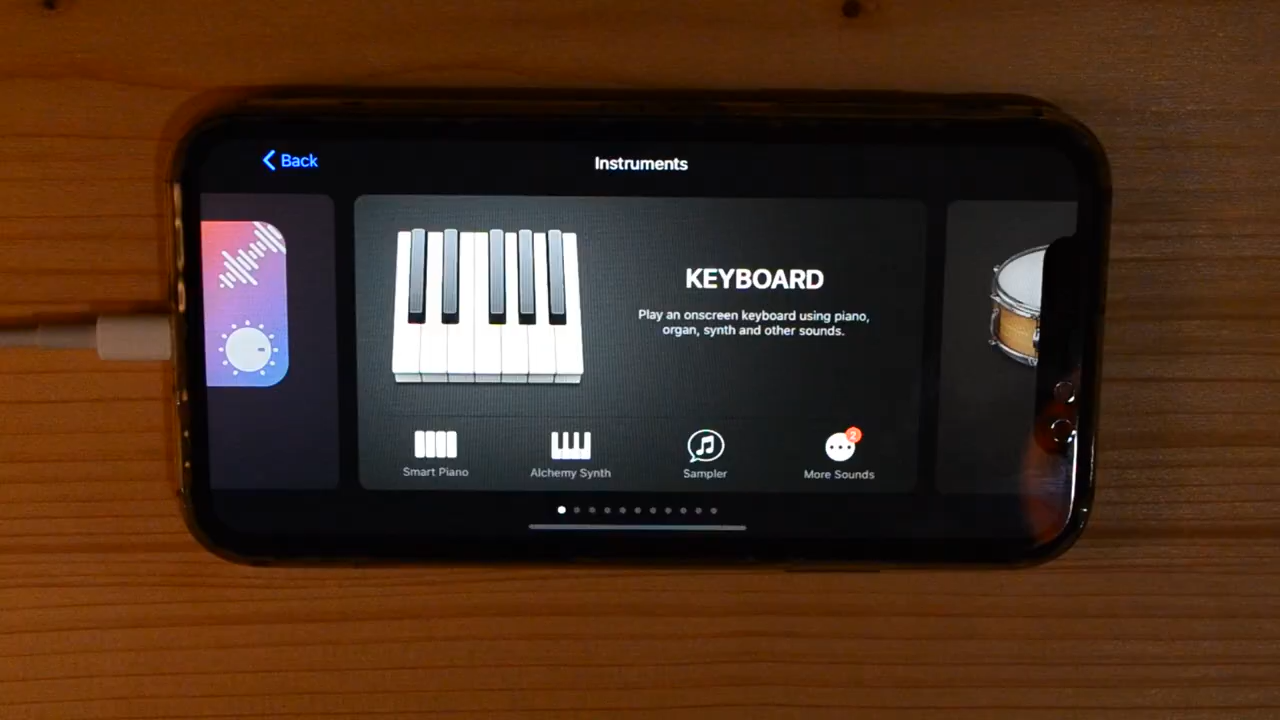 Back
Instruments
KEYBOARD
Play an onscreen keyboard using piano,
organ, synth and other sounds.
Smart Piano
Alchemy Synth
Sampler
2
More Sounds